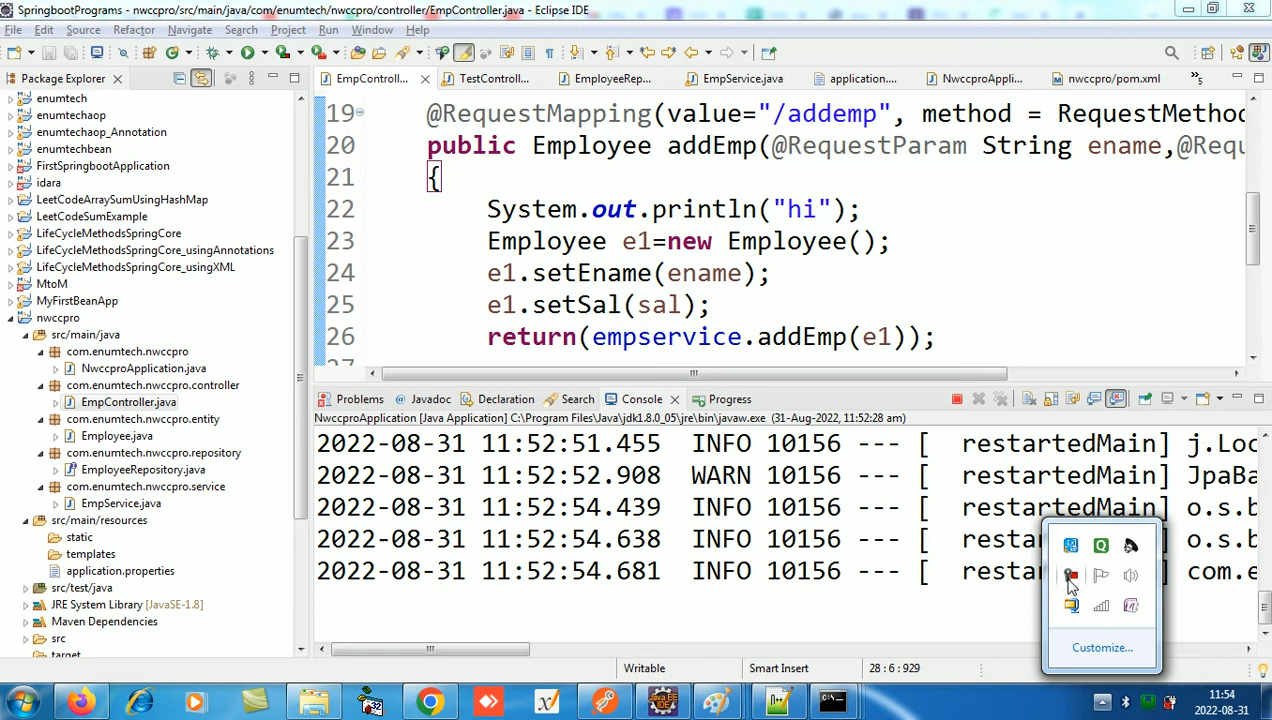 SpringbootPrograms - nwccpro/src/main/java/com/enumtech/nwccpro/controller/EmpController.java - Eclipse IDE
File Edit Source Refactor Navigate Search Project Run Window Help
Package Explorer
EmpControll...
TestControll...
EmployeeRep...
EmpService.java
application....
NwccproAppli...
nwccpro/pom.xml
»5
enumtech
enumtechaop
enumtechaop_Annotation
enumtechbean
FirstSpringbootApplication
idara
LeetCodeArraySumUsingHashMap
LeetCodeSumExample
LifeCycleMethodsSpringCore
LifeCycleMethodsSpringCore_usingAnnotations
LifeCycleMethodsSpringCore_usingXML
MtoM
MyFirstBeanApp
nwccpro
src/main/java
com.enumtech.nwccpro
NwccproApplication.java
com.enumtech.nwccpro.controller
EmpController.java
com.enumtech.nwccpro.entity
Employee.java
com.enumtech.nwccpro.repository
EmployeeRepository.java
com.enumtech.nwccpro.service
EmpService.java
src/main/resources
static
templates
application.properties
src/test/java
JRE System Library [JavaSE-1.8]
Maven Dependencies
src
target
19 @RequestMapping(value="/addemp", method = RequestMethod
20 public Employee addEmp(@RequestParam String ename,@Requ
21 {
22 System.out.println("hi");
23 Employee e1=new Employee();
24 e1.setEname(ename);
25 e1.setSal(sal);
26 return(empservice.addEmp(e1));
27
Problems Javadoc Declaration Search Console Progress
NwccproApplication [Java Application] C:\Program Files\Java\jdk1.8.0_05\jre\bin\javaw.exe (31-Aug-2022, 11:52:28 am)
2022-08-31 11:52:51.455 INFO 10156 --- [ restartedMain] j.Loc
2022-08-31 11:52:52.908 WARN 10156 --- [ restartedMain] JpaBa
2022-08-31 11:52:54.439 INFO 10156 --- [ restartedMain] o.s.b
2022-08-31 11:52:54.638 INFO 10156 --- [ resta o.s.b
2022-08-31 11:52:54.681 INFO 10156 --- [ resta com.e
Customize...
Writable
Smart Insert
28 : 6 : 929
11:54
2022-08-31